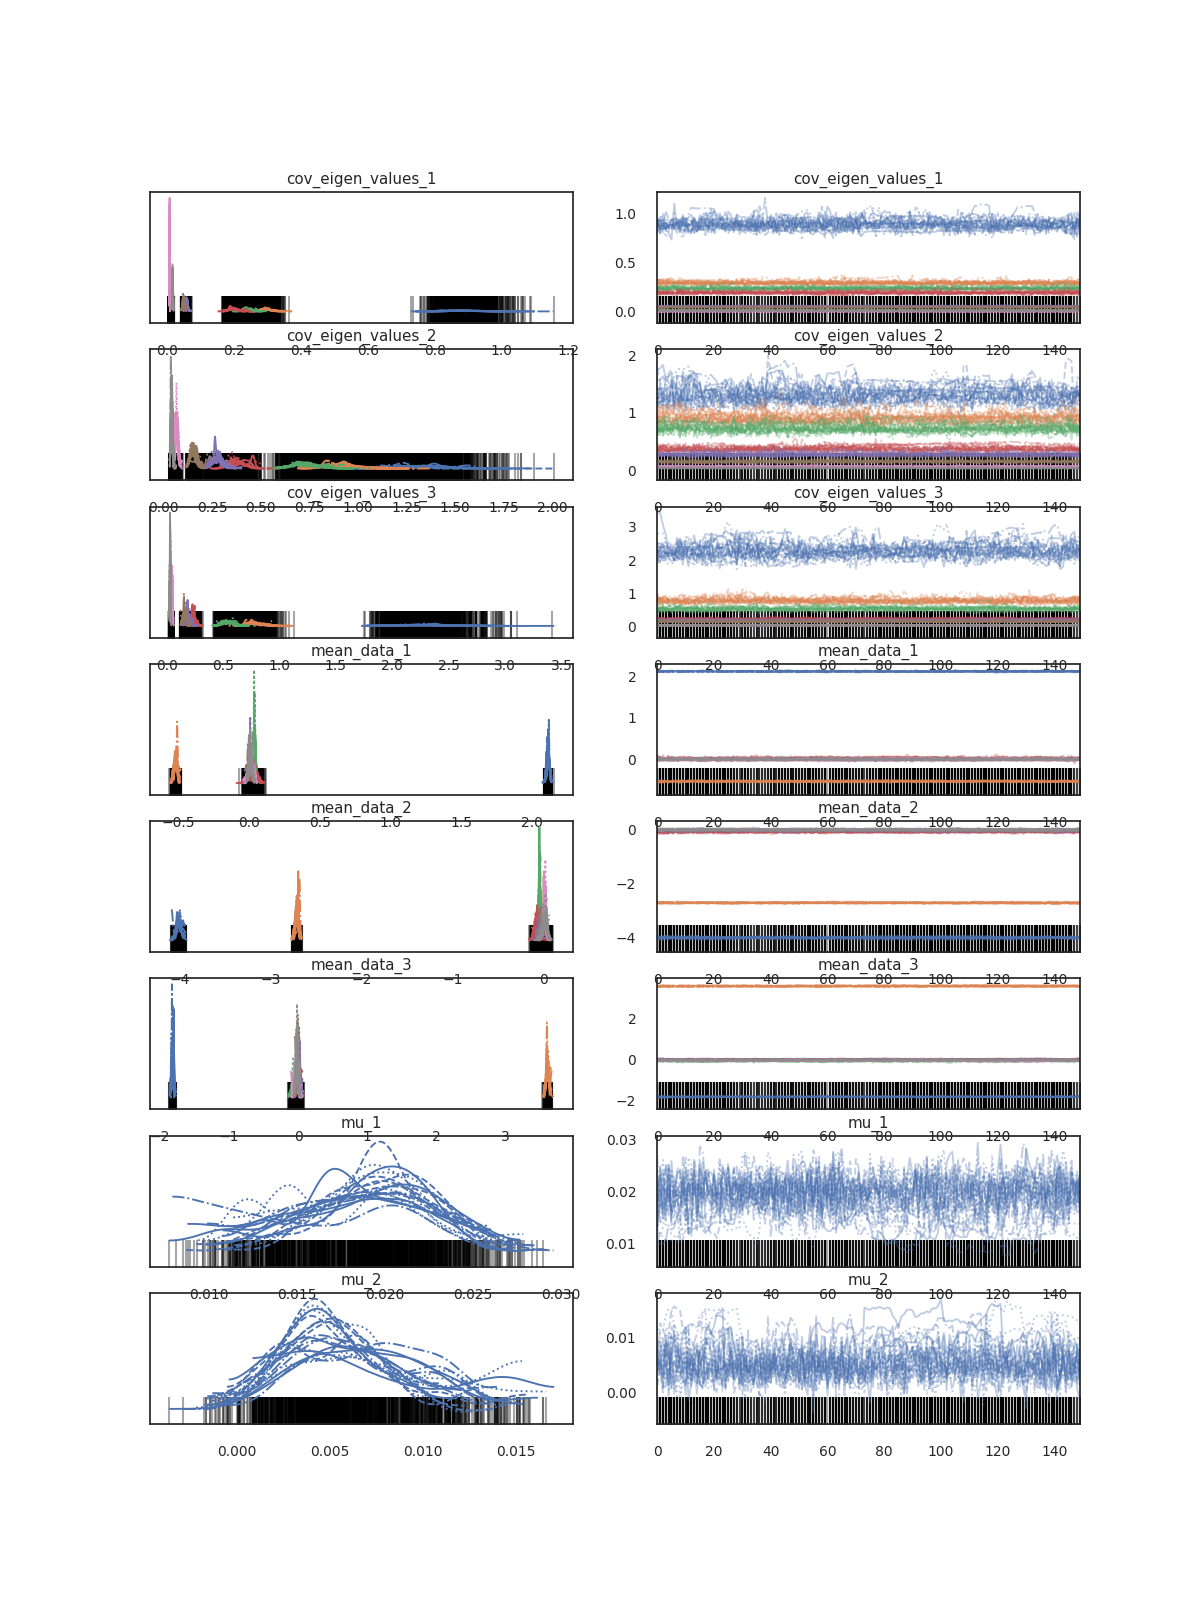 cov_eigen_values_1 cov_eigen_values_1
1.0
0.5
0.0
0.0 0.2 0.4 0.6 0.8 1.0 1.2 0 20 40 60 80 100 120 140
cov_eigen_values_2 cov_eigen_values_2
2
1
0
0.00 0.25 0.50 0.75 1.00 1.25 1.50 1.75 2.00 0 20 40 60 80 100 120 140
cov_eigen_values_3 cov_eigen_values_3
3
2
1
0
0.0 0.5 1.0 1.5 2.0 2.5 3.0 3.5 0 20 40 60 80 100 120 140
mean_data_1 mean_data_1
2
1
0
−0.5 0.0 0.5 1.0 1.5 2.0 0 20 40 60 80 100 120 140
mean_data_2 mean_data_2
0
−2
−4
−4 −3 −2 −1 0 0 20 40 60 80 100 120 140
mean_data_3 mean_data_3
2
0
−2
−2 −1 0 1 2 3 0 20 40 60 80 100 120 140
mu_1 mu_1
0.03
0.02
0.01
0.010 0.015 0.020 0.025 0.030 0 20 40 60 80 100 120 140
mu_2 mu_2
0.01
0.00
0.000 0.005 0.010 0.015 0 20 40 60 80 100 120 140